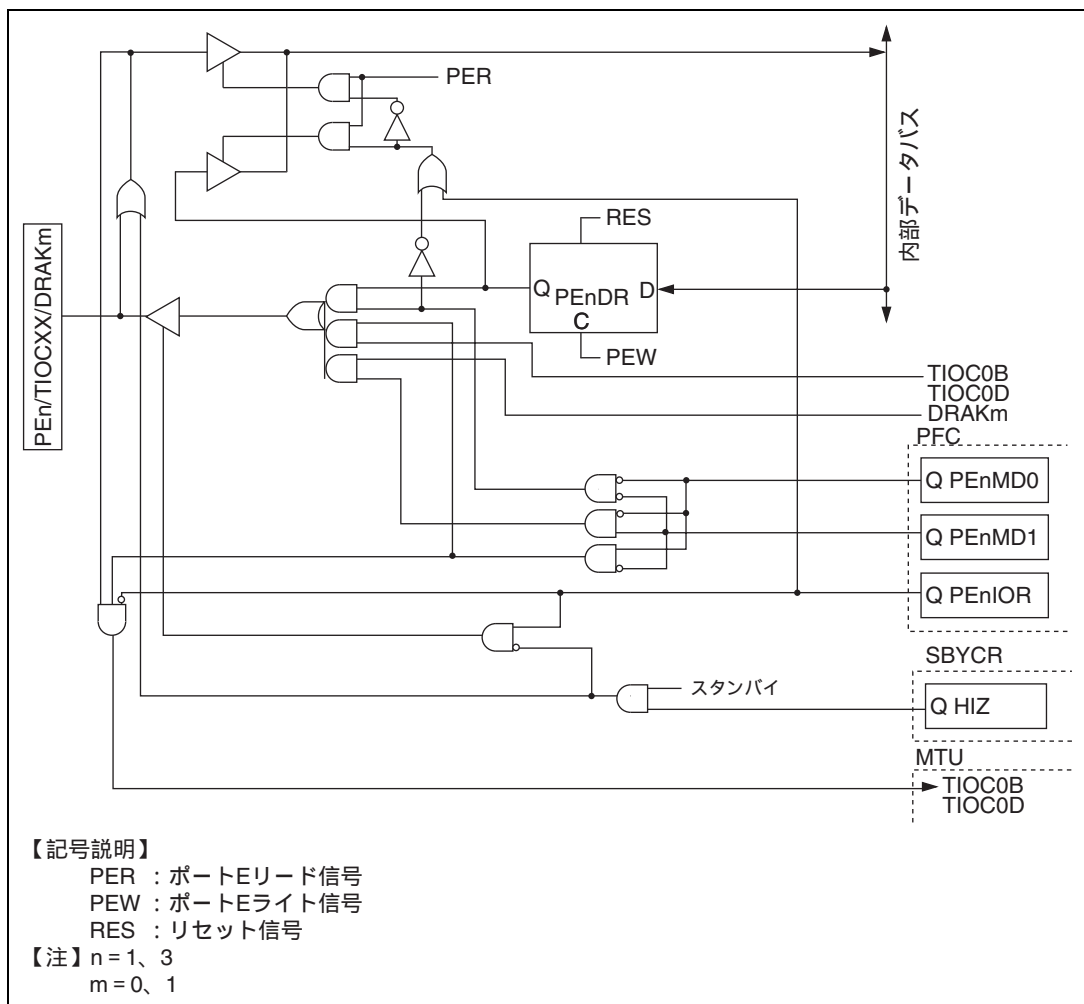 PER
内部データバス
RES
PEn/TIOCXX/DRAKm
Q PEnDR D
C
PEW
TIOC0B
TIOC0D
DRAKm
PFC
Q PEnMD0
Q PEnMD1
Q PEnIOR
SBYCR
スタンバイ
Q HIZ
MTU
TIOC0B
TIOC0D
【記号説明】
PER : ポートEリード信号
PEW : ポートEライト信号
RES : リセット信号
【注】n = 1、3
m = 0、1